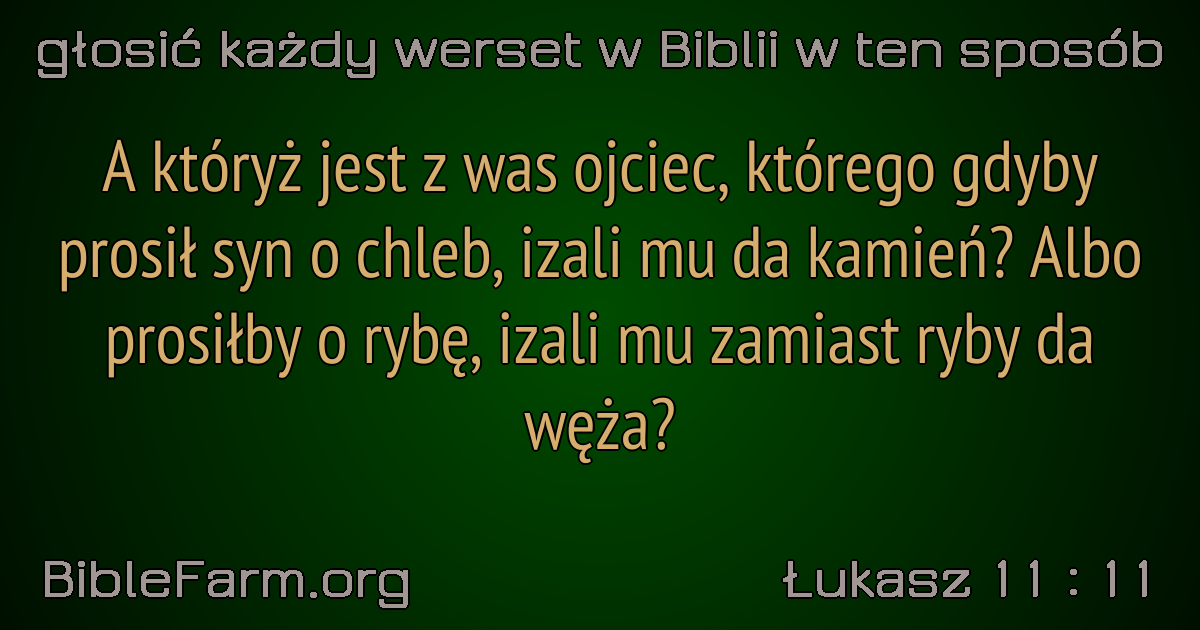 głosić każdy werset w Biblii w ten sposób
A któryż jest z was ojciec, którego gdyby
prosił syn o chleb, izali mu da kamień? Albo
prosiłby o rybę, izali mu zamiast ryby da
węża?
BibleFarm.org
Łukasz 11 : 11